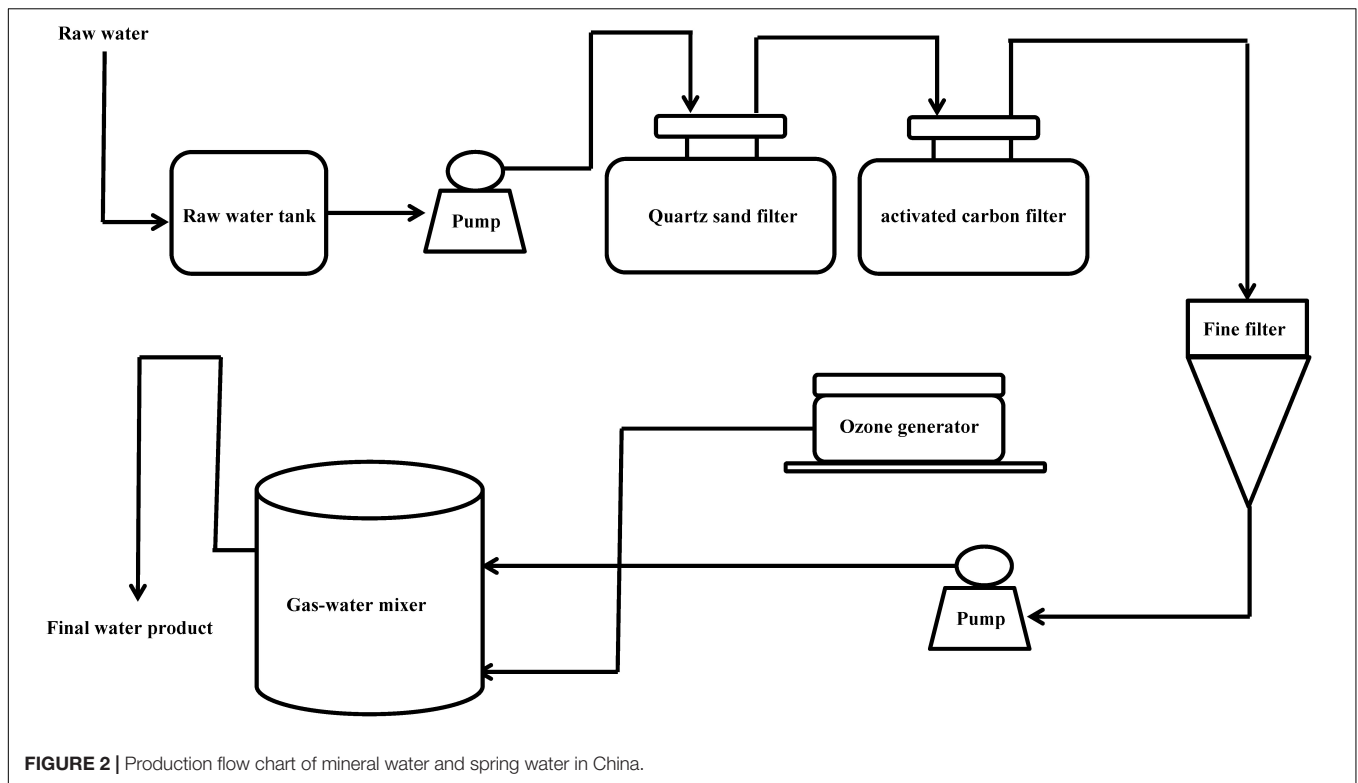 Raw water
Raw water tank
Pump
Quartz sand filter
activated carbon filter
Fine filter
Ozone generator
Pump
Gas-water mixer
Final water product
FIGURE 2 | Production flow chart of mineral water and spring water in China.